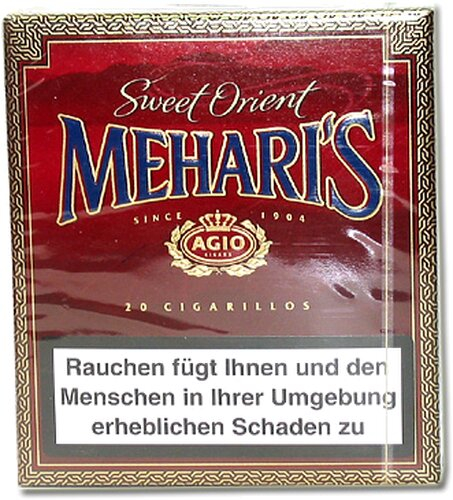 Sweet Orient
MEHARI'S
SINCE 1904
AGIO
CIGARS
20 CIGARILLOS
Rauchen fügt Ihnen und den
Menschen in Ihrer Umgebung
erheblichen Schaden zu